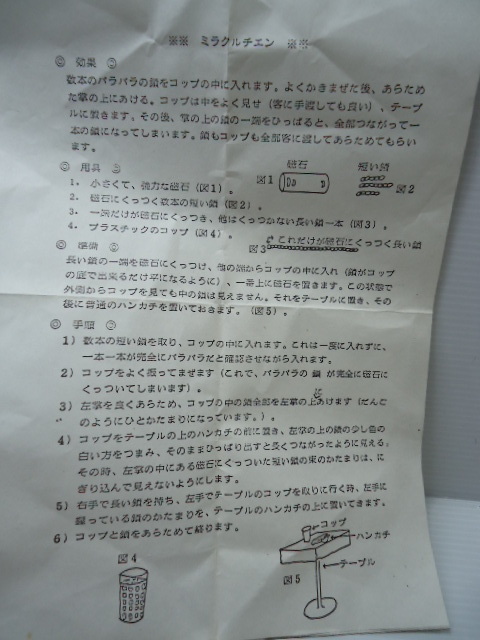 ※※ ミラクルチエン ※※
◎ 効果 ◎
数本のバラバラの鎖をコップの中に入れます。よくかきまぜた後、あらため
た掌の上にあける。コップは中をよく見せ（客に手渡しても良い）、テーブ
ルに置きます。その後、掌の上の鎖の一端をひっぱると、全部つながって一
本の鎖になってしまいます。鎖もコップも全部客に渡してあらためてもらい
ます。
◎ 用具 ◎
1. 小さくて、強力な磁石（図1）。
2. 磁石にくっつく数本の短い鎖（図2）。
3. 一端だけが磁石にくっつき、他はくっつかない長い鎖一本（図3）。
4. プラスチックのコップ（図4）。
磁石
図1
短い鎖
図2
図3
これだけが磁石にくっつく長い鎖
◎ 準備 ◎
長い鎖の一端を磁石にくっつけ、他の端からコップの中に入れ（鎖がコップ
の底で出来るだけ平になるように）、一番上に磁石を置きます。この状態で
外側からコップを見ても中の鎖は見えません。それをテーブルに置き、その
後に普通のハンカチを置いておきます。（図5）。
◎ 手順 ◎
1) 数本の短い鎖を取り、コップの中に入れます。これは一度に入れずに、
一本一本が完全にバラバラだと確認させながら入れます。
2) コップをよく振ってまぜます（これで、バラバラの 鎖 が完全に磁石に
くっついてしまいます）。
3) 左掌を良くあらため、コップの中の鎖全部を左掌の上にあけます（だんご
のようにひとかたまりになっています。）。
4) コップをテーブルの上のハンカチの前に置き、左掌の上の鎖の少し色の
白い方をつまみ、そのままひっぱり出すと長くつながったように見える。
その時、左掌の中にある磁石にくっついた短い鎖の束のかたまりは、に
ぎり込んで見えないようにします。
5) 右手で長い鎖を持ち、左手でテーブルのコップを取りに行く時、左手に
握っている鎖のかたまりを、テーブルのハンカチの上に置いてきます。
6) コップと鎖をあらためて終ります。
図4
図5
コップ
ハンカチ
テーブル